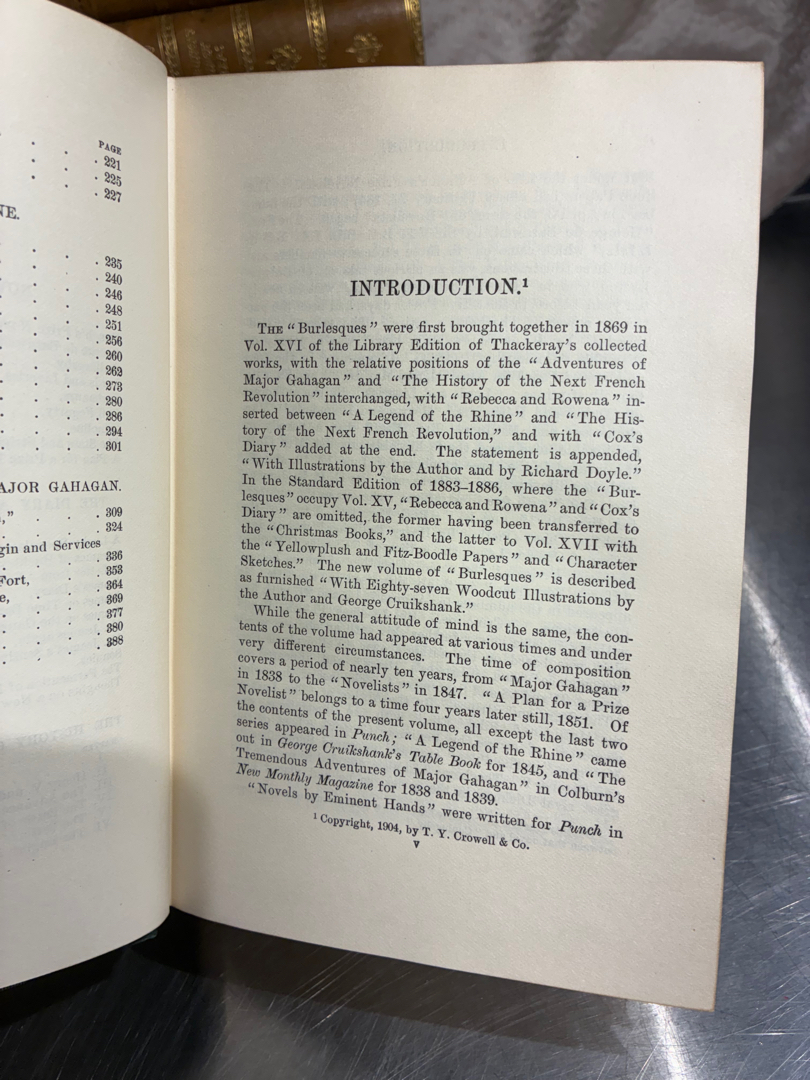 PAGE
221
225
227
NE.
235
240
246
248
251
256
260
262
273
280
286
294
301
AJOR GAHAGAN.
," 309
324
gin and Services
336
Fort, 353
364
e, 369
377
380
388
INTRODUCTION.¹
THE "Burlesques" were first brought together in 1869 in
Vol. XVI of the Library Edition of Thackeray's collected
works, with the relative positions of the "Adventures of
Major Gahagan" and "The History of the Next French
Revolution" interchanged, with "Rebecca and Rowena" in-
serted between "A Legend of the Rhine" and "The His-
tory of the Next French Revolution," and with "Cox's
Diary" added at the end. The statement is appended,
"With Illustrations by the Author and by Richard Doyle."
In the Standard Edition of 1883–1886, where the "Bur-
lesques" occupy Vol. XV, "Rebecca and Rowena" and "Cox's
Diary" are omitted, the former having been transferred to
the "Christmas Books," and the latter to Vol. XVII with
the "Yellowplush and Fitz-Boodle Papers" and "Character
Sketches." The new volume of "Burlesques" is described
as furnished "With Eighty-seven Woodcut Illustrations by
the Author and George Cruikshank."
While the general attitude of mind is the same, the con-
tents of the volume had appeared at various times and under
very different circumstances. The time of composition
covers a period of nearly ten years, from "Major Gahagan"
in 1838 to the "Novelists" in 1847. "A Plan for a Prize
Novelist" belongs to a time four years later still, 1851. Of
the contents of the present volume, all except the last two
series appeared in Punch; "A Legend of the Rhine" came
out in George Cruikshank's Table Book for 1845, and "The
Tremendous Adventures of Major Gahagan" in Colburn's
New Monthly Magazine for 1838 and 1839.
"Novels by Eminent Hands" were written for Punch in
¹ Copyright, 1904, by T. Y. Crowell & Co.
V